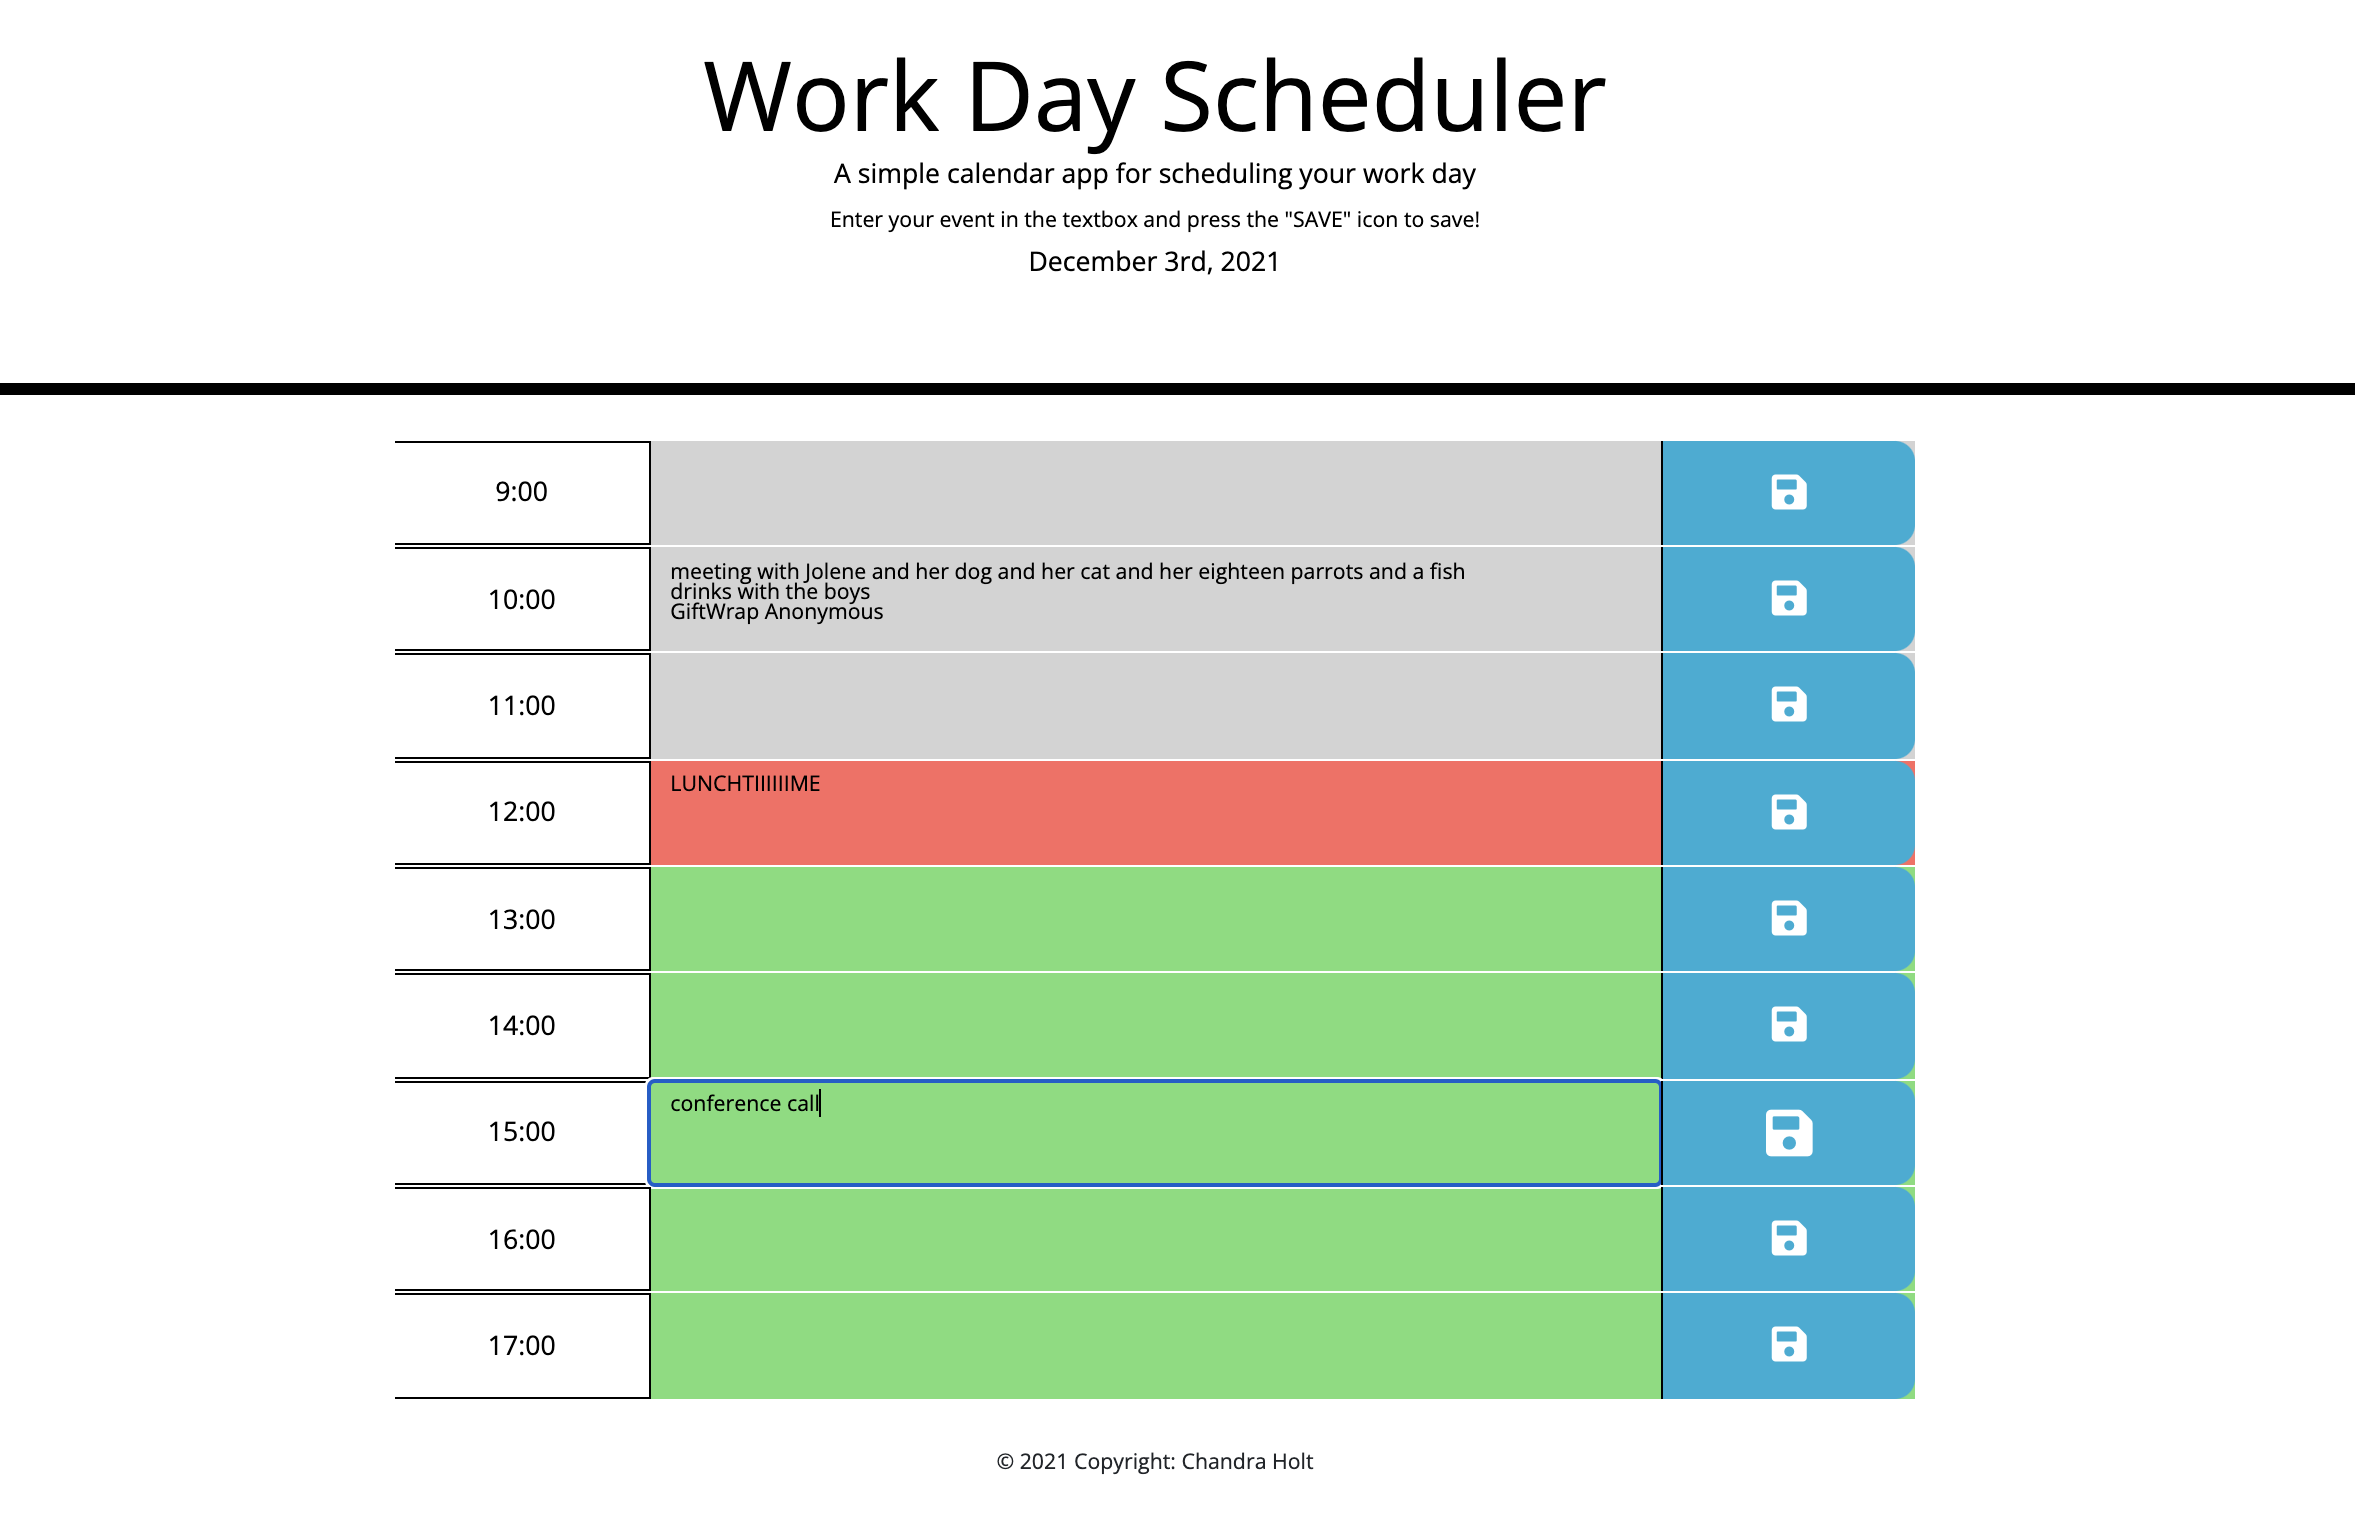 Work Day Scheduler
A simple calendar app for scheduling your work day
Enter your event in the textbox and press the "SAVE" icon to save!
December 3rd, 2021
9:00
10:00
meeting with Jolene and her dog and her cat and her eighteen parrots and a fish
drinks with the boys
GiftWrap Anonymous
11:00
12:00
LUNCHTIIIIIIME
13:00
14:00
15:00
conference call
16:00
17:00
© 2021 Copyright: Chandra Holt